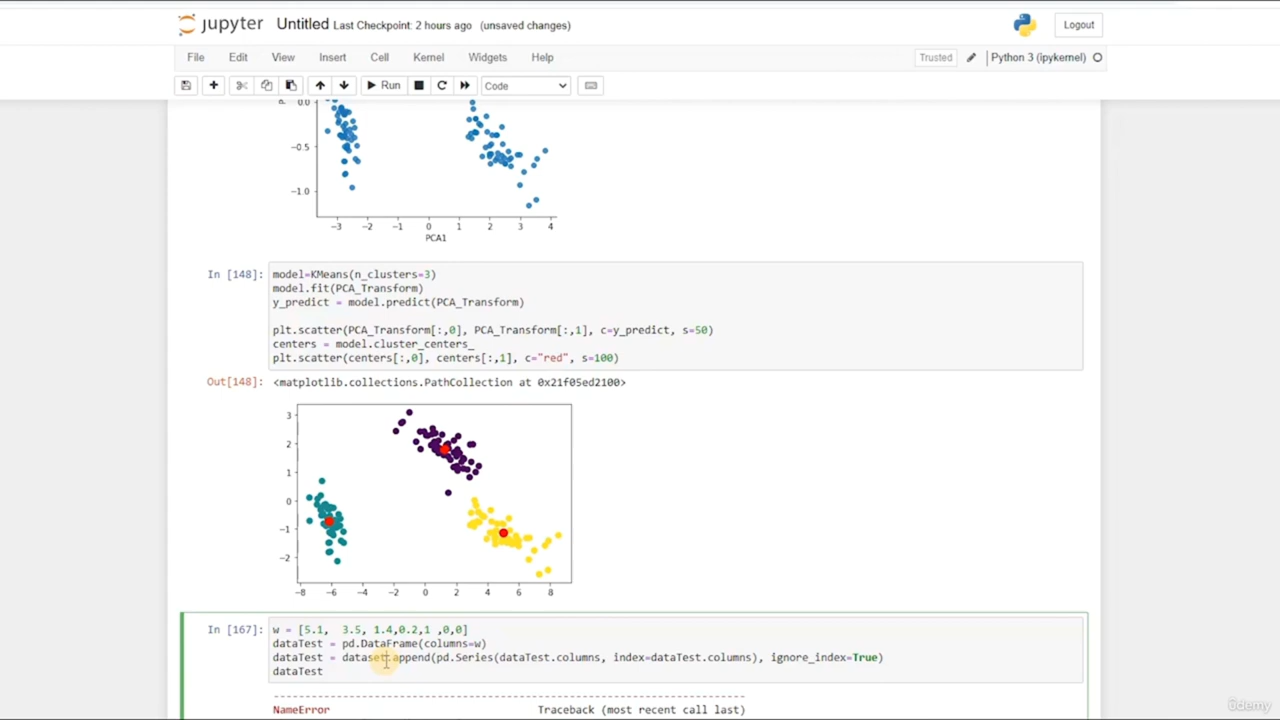 jupyter Untitled Last Checkpoint: 2 hours ago (unsaved changes) Logout
File Edit View Insert Cell Kernel Widgets Help Trusted Python 3 (ipykernel)
Run Code
0.0
−0.5
−1.0
−3 −2 −1 0 1 2 3 4
PCA1
In [148]: model=KMeans(n_clusters=3)
model.fit(PCA_Transform)
y_predict = model.predict(PCA_Transform)
plt.scatter(PCA_Transform[:,0], PCA_Transform[:,1], c=y_predict, s=50)
centers = model.cluster_centers_
plt.scatter(centers[:,0], centers[:,1], c="red", s=100)
Out[148]: <matplotlib.collections.PathCollection at 0x21f05ed2100>
3
2
1
0
−1
−2
−8 −6 −4 −2 0 2 4 6 8
In [167]: w = [5.1, 3.5, 1.4,0.2,1 ,0,0]
dataTest = pd.DataFrame(columns=w)
dataTest = dataset.append(pd.Series(dataTest.columns, index=dataTest.columns), ignore_index=True)
dataTest
---------------------------------------------------------------------------
NameError Traceback (most recent call last)
ûdemy